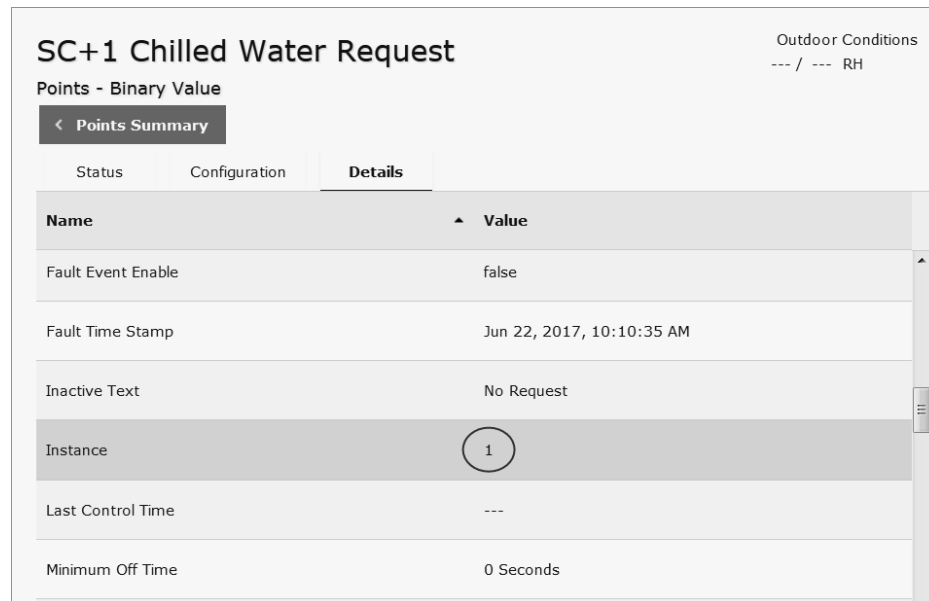 SC+1 Chilled Water Request
Outdoor Conditions
--- / --- RH
Points - Binary Value
< Points Summary
Status Configuration Details
Name Value
Fault Event Enable false
Fault Time Stamp Jun 22, 2017, 10:10:35 AM
Inactive Text No Request
Instance 1
Last Control Time ---
Minimum Off Time 0 Seconds